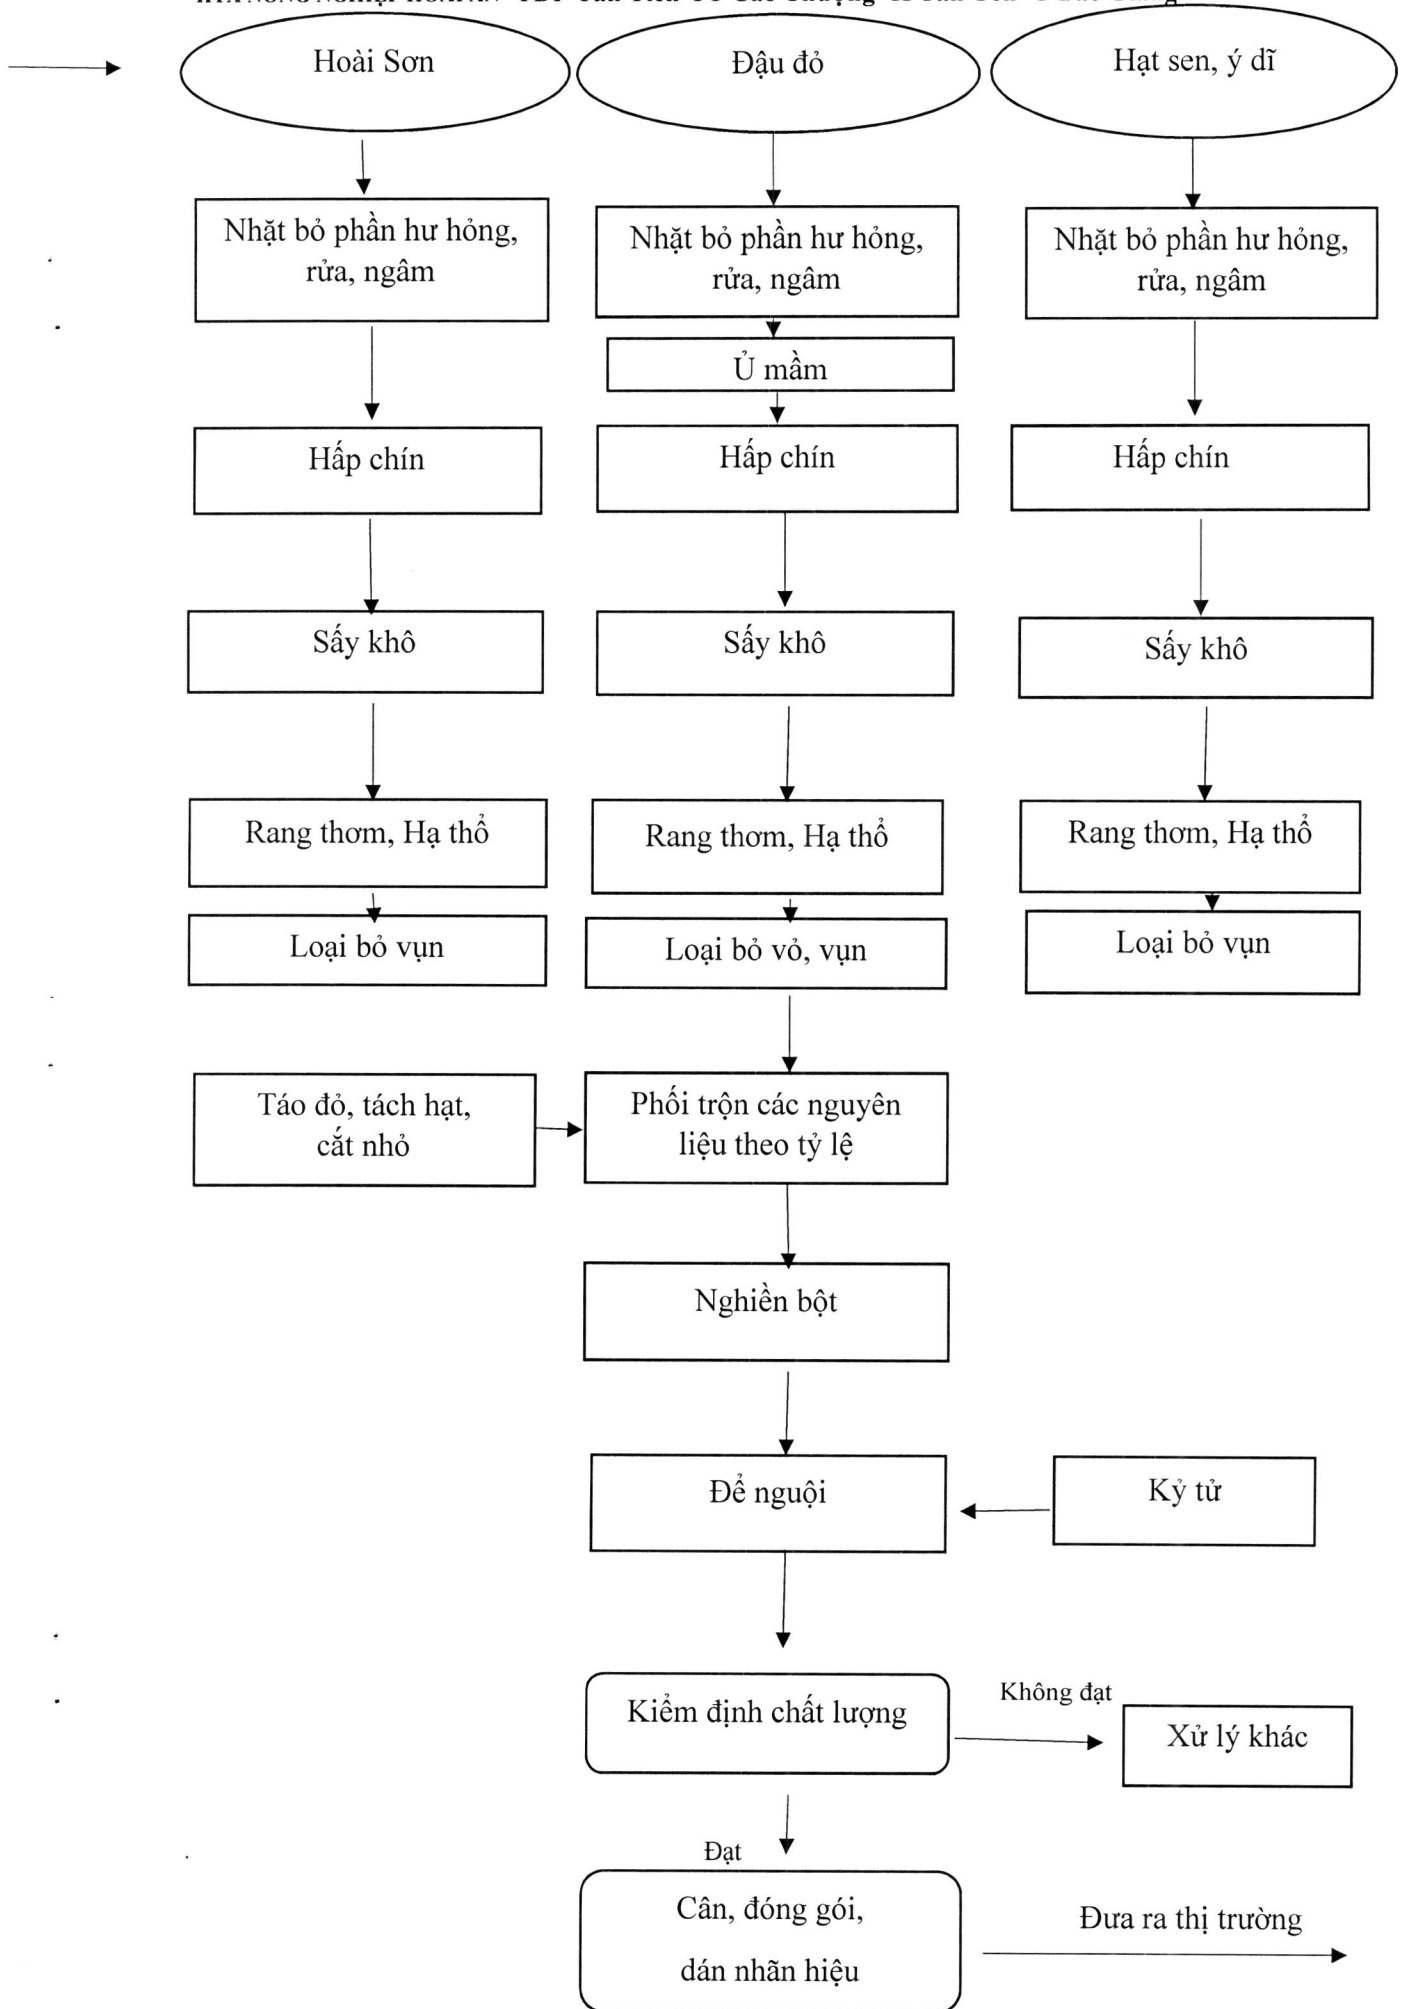 Hoài Sơn
Đậu đỏ
Hạt sen, ý dĩ
Nhặt bỏ phần hư hỏng,
rửa, ngâm
Nhặt bỏ phần hư hỏng,
rửa, ngâm
Nhặt bỏ phần hư hỏng,
rửa, ngâm
Ủ mầm
Hấp chín
Hấp chín
Hấp chín
Sấy khô
Sấy khô
Sấy khô
Rang thơm, Hạ thổ
Rang thơm, Hạ thổ
Rang thơm, Hạ thổ
Loại bỏ vụn
Loại bỏ vỏ, vụn
Loại bỏ vụn
Táo đỏ, tách hạt,
cắt nhỏ
Phối trộn các nguyên
liệu theo tỷ lệ
Nghiền bột
Để nguội
Kỷ tử
Kiểm định chất lượng
Không đạt
Xử lý khác
Đạt
Cân, đóng gói,
dán nhãn hiệu
Đưa ra thị trường